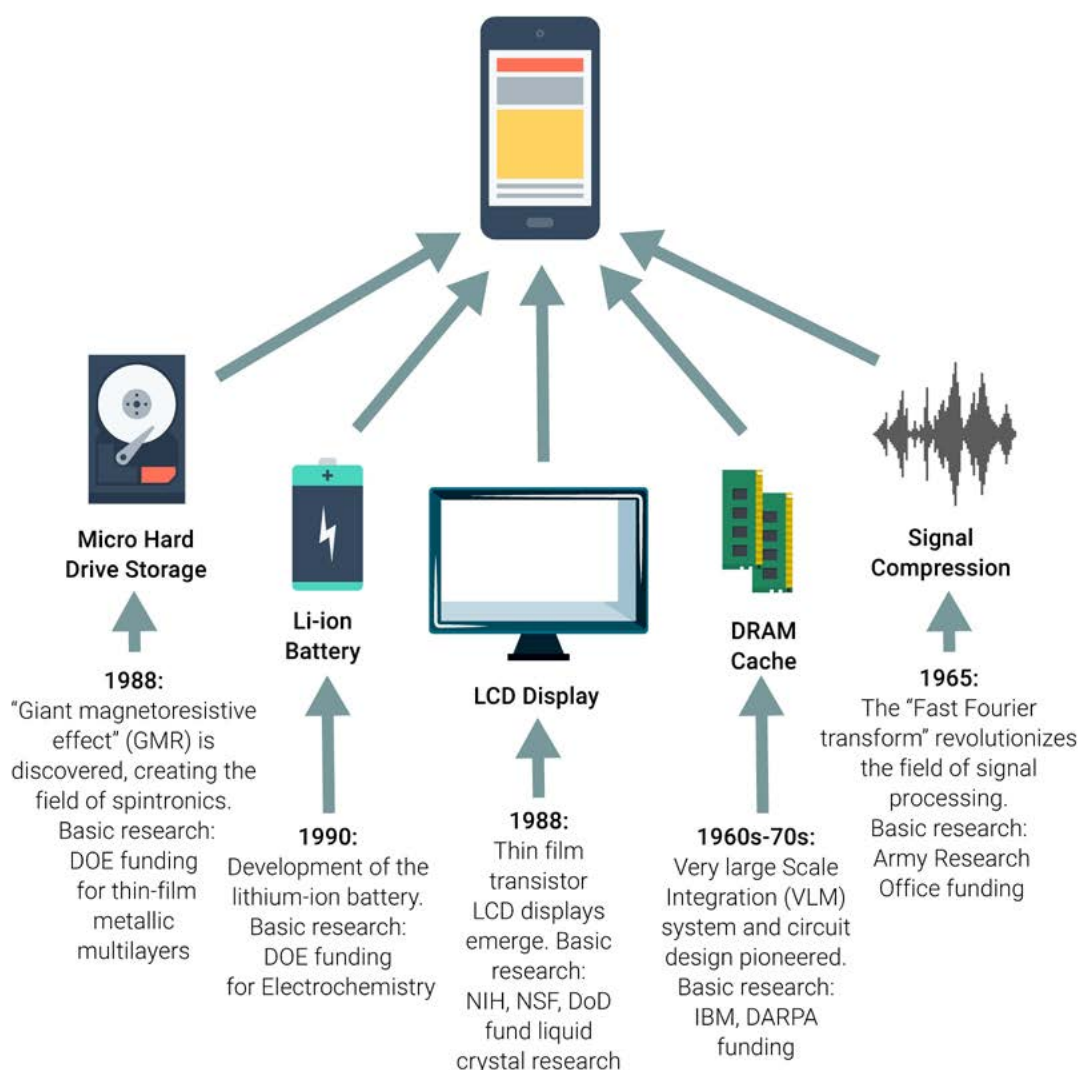 Micro Hard
Drive Storage
1988:
“Giant magnetoresistive
effect” (GMR) is
discovered, creating the
field of spintronics.
Basic research:
DOE funding
for thin-film
metallic
multilayers
Li-ion
Battery
1990:
Development of the
lithium-ion battery.
Basic research:
DOE funding
for Electrochemistry
LCD Display
1988:
Thin film
transistor
LCD displays
emerge. Basic
research:
NIH, NSF, DoD
fund liquid
crystal research
DRAM
Cache
1960s-70s:
Very large Scale
Integration (VLM)
system and circuit
design pioneered.
Basic research:
IBM, DARPA
funding
Signal
Compression
1965:
The “Fast Fourier
transform” revolutionizes
the field of signal
processing.
Basic research:
Army Research
Office funding